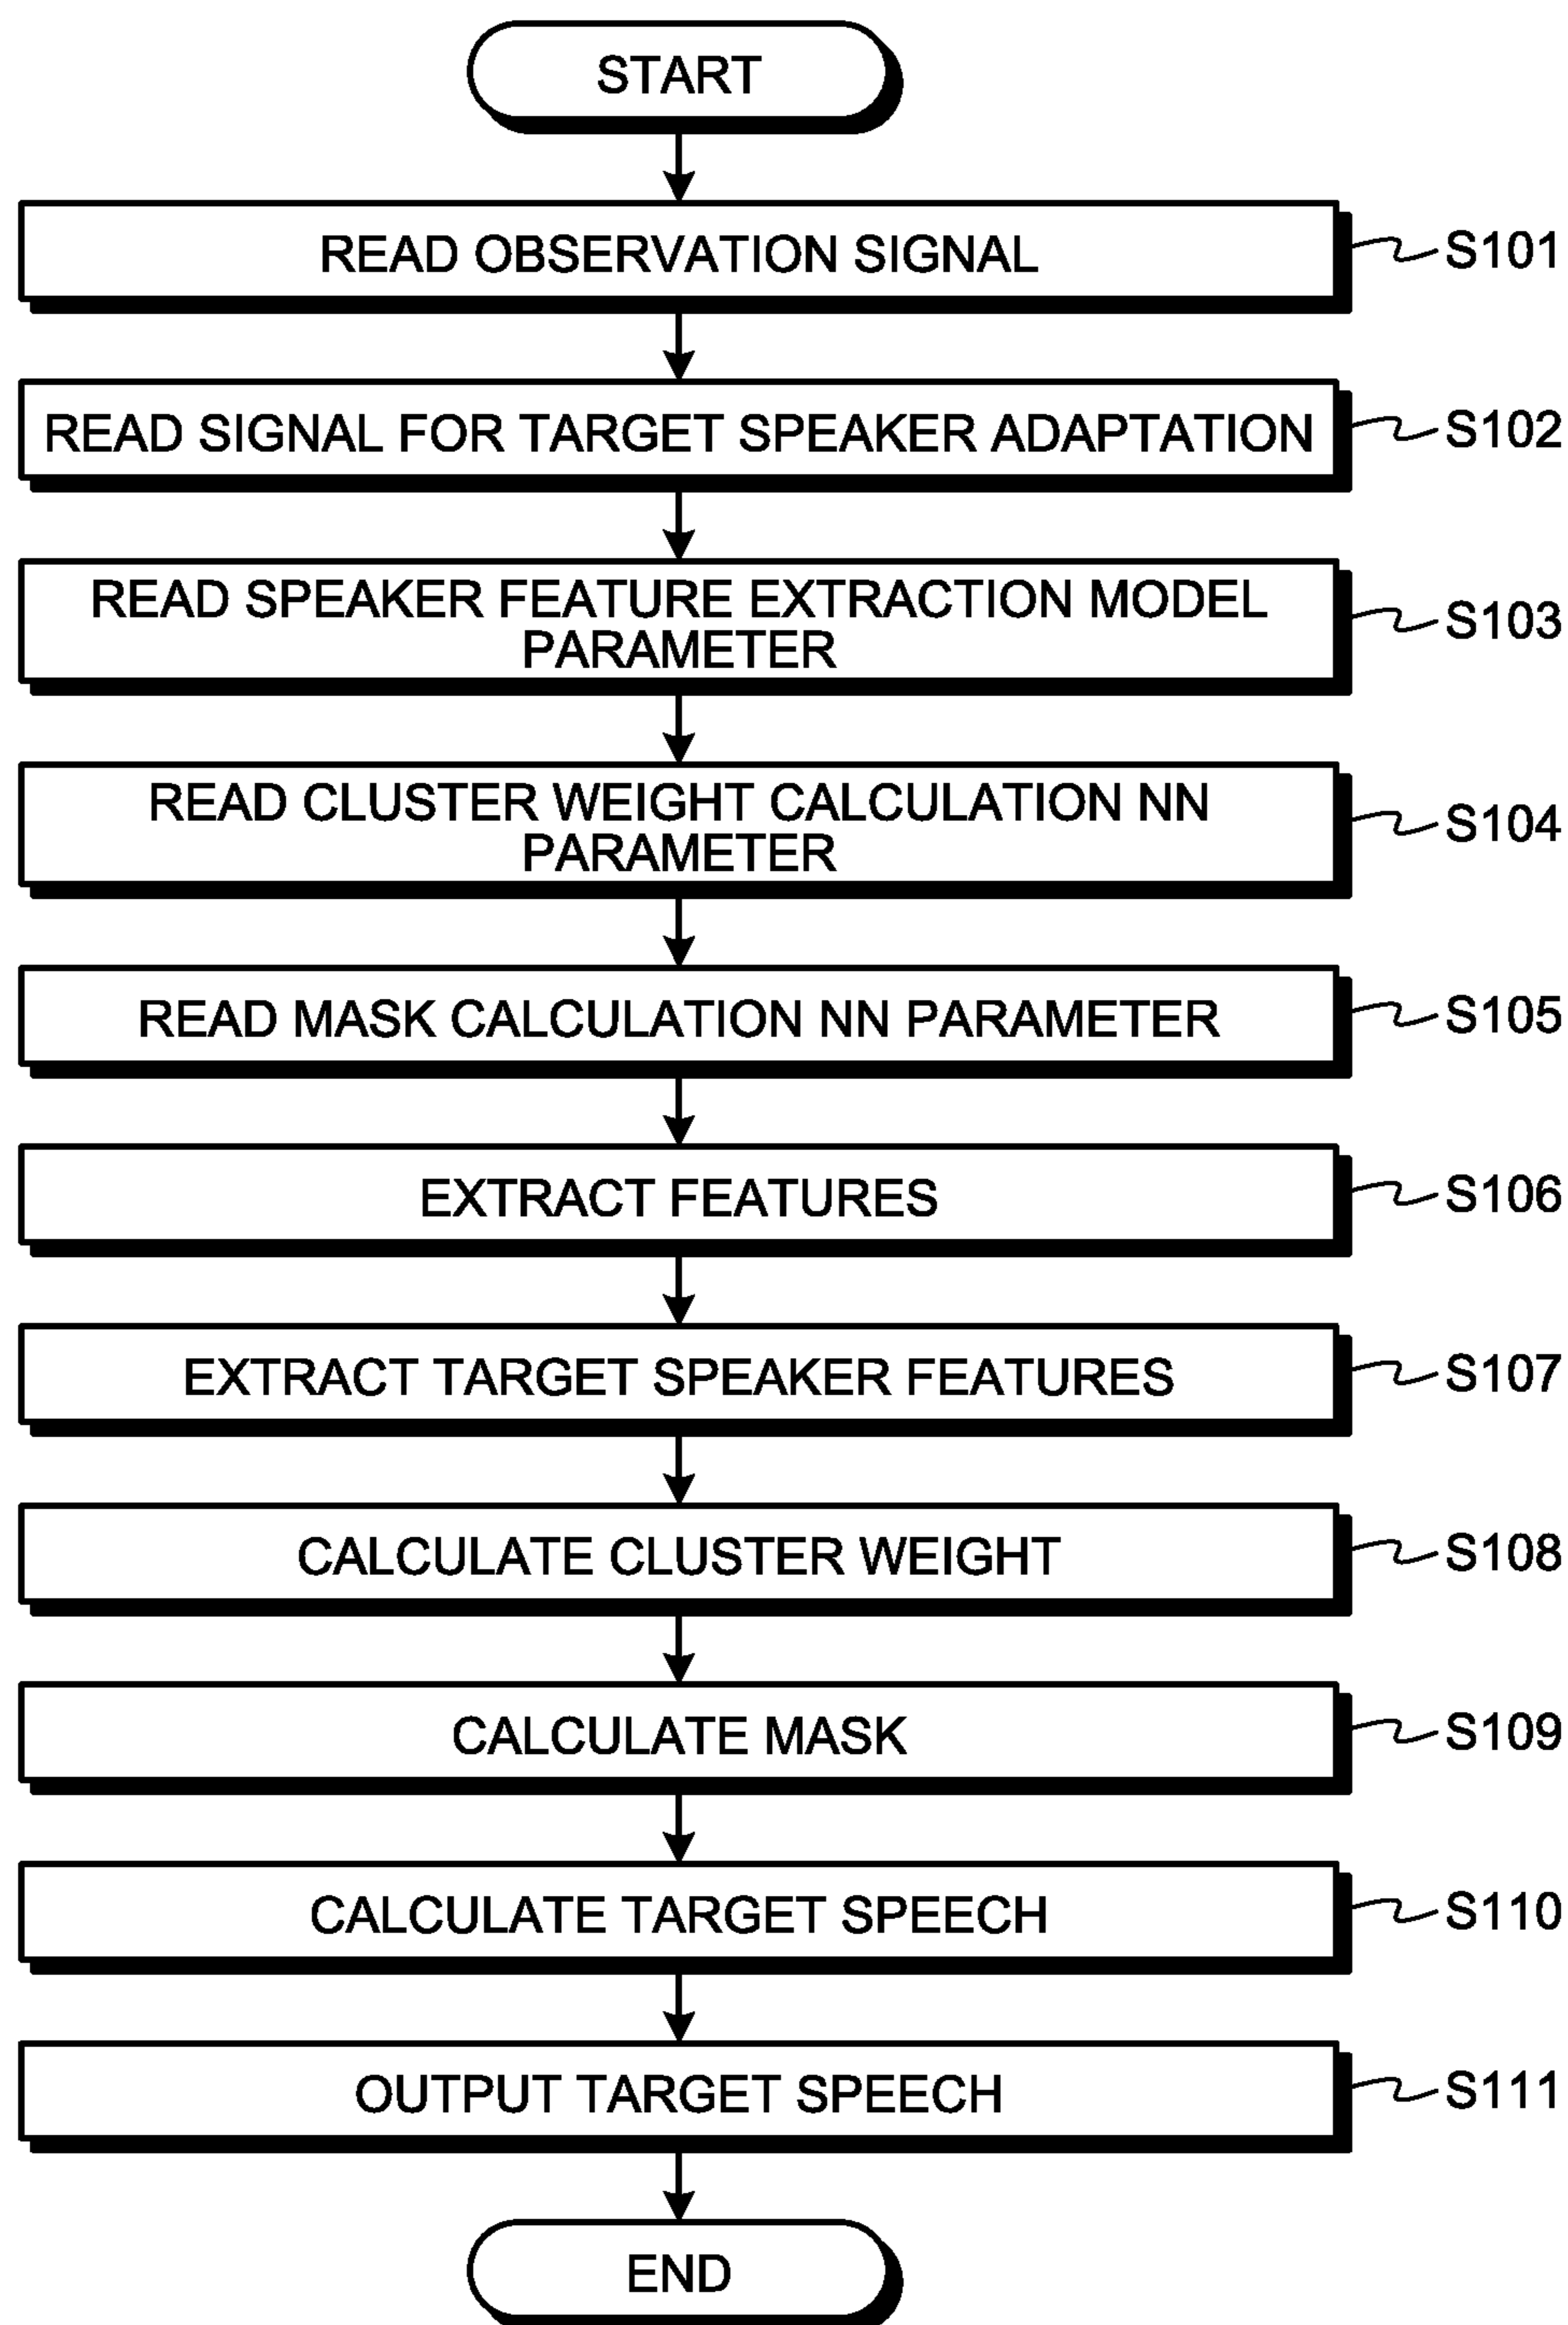 START
READ OBSERVATION SIGNAL
S101
READ SIGNAL FOR TARGET SPEAKER ADAPTATION
S102
READ SPEAKER FEATURE EXTRACTION MODEL
PARAMETER
S103
READ CLUSTER WEIGHT CALCULATION NN
PARAMETER
S104
READ MASK CALCULATION NN PARAMETER
S105
EXTRACT FEATURES
S106
EXTRACT TARGET SPEAKER FEATURES
S107
CALCULATE CLUSTER WEIGHT
S108
CALCULATE MASK
S109
CALCULATE TARGET SPEECH
S110
OUTPUT TARGET SPEECH
S111
END